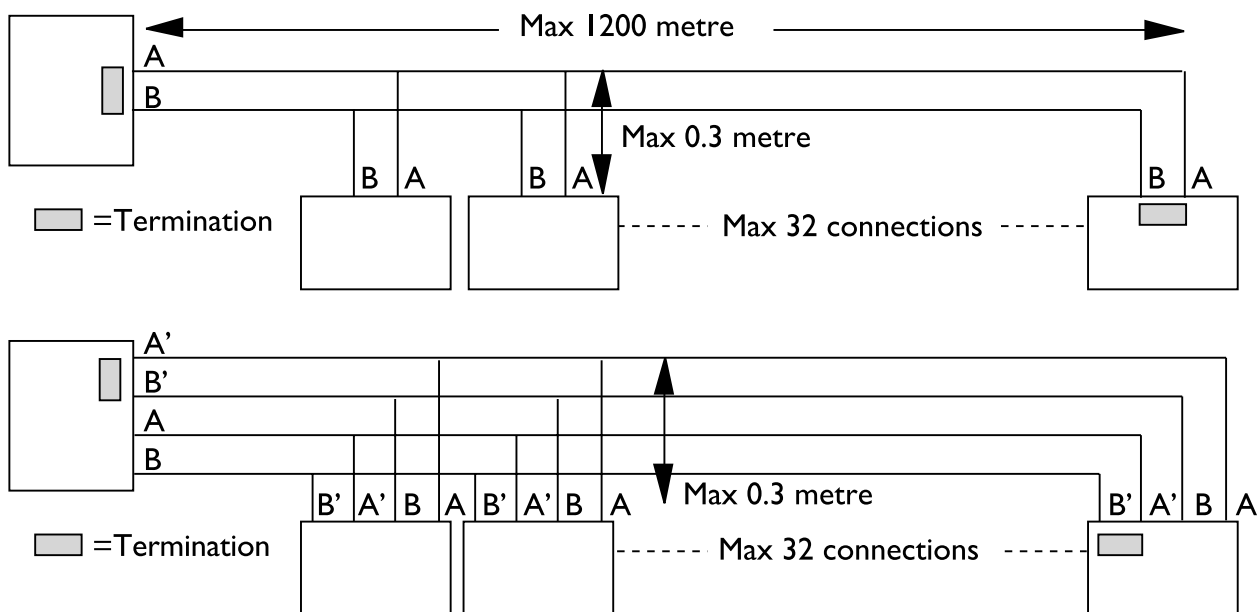 Max 1200 metre
A
B
Max 0.3 metre
B A B A B A
=Termination
Max 32 connections
A’
B’
A
B
Max 0.3 metre
B’ A’ B A B’ A’ B A B’ A’ B A
=Termination
Max 32 connections